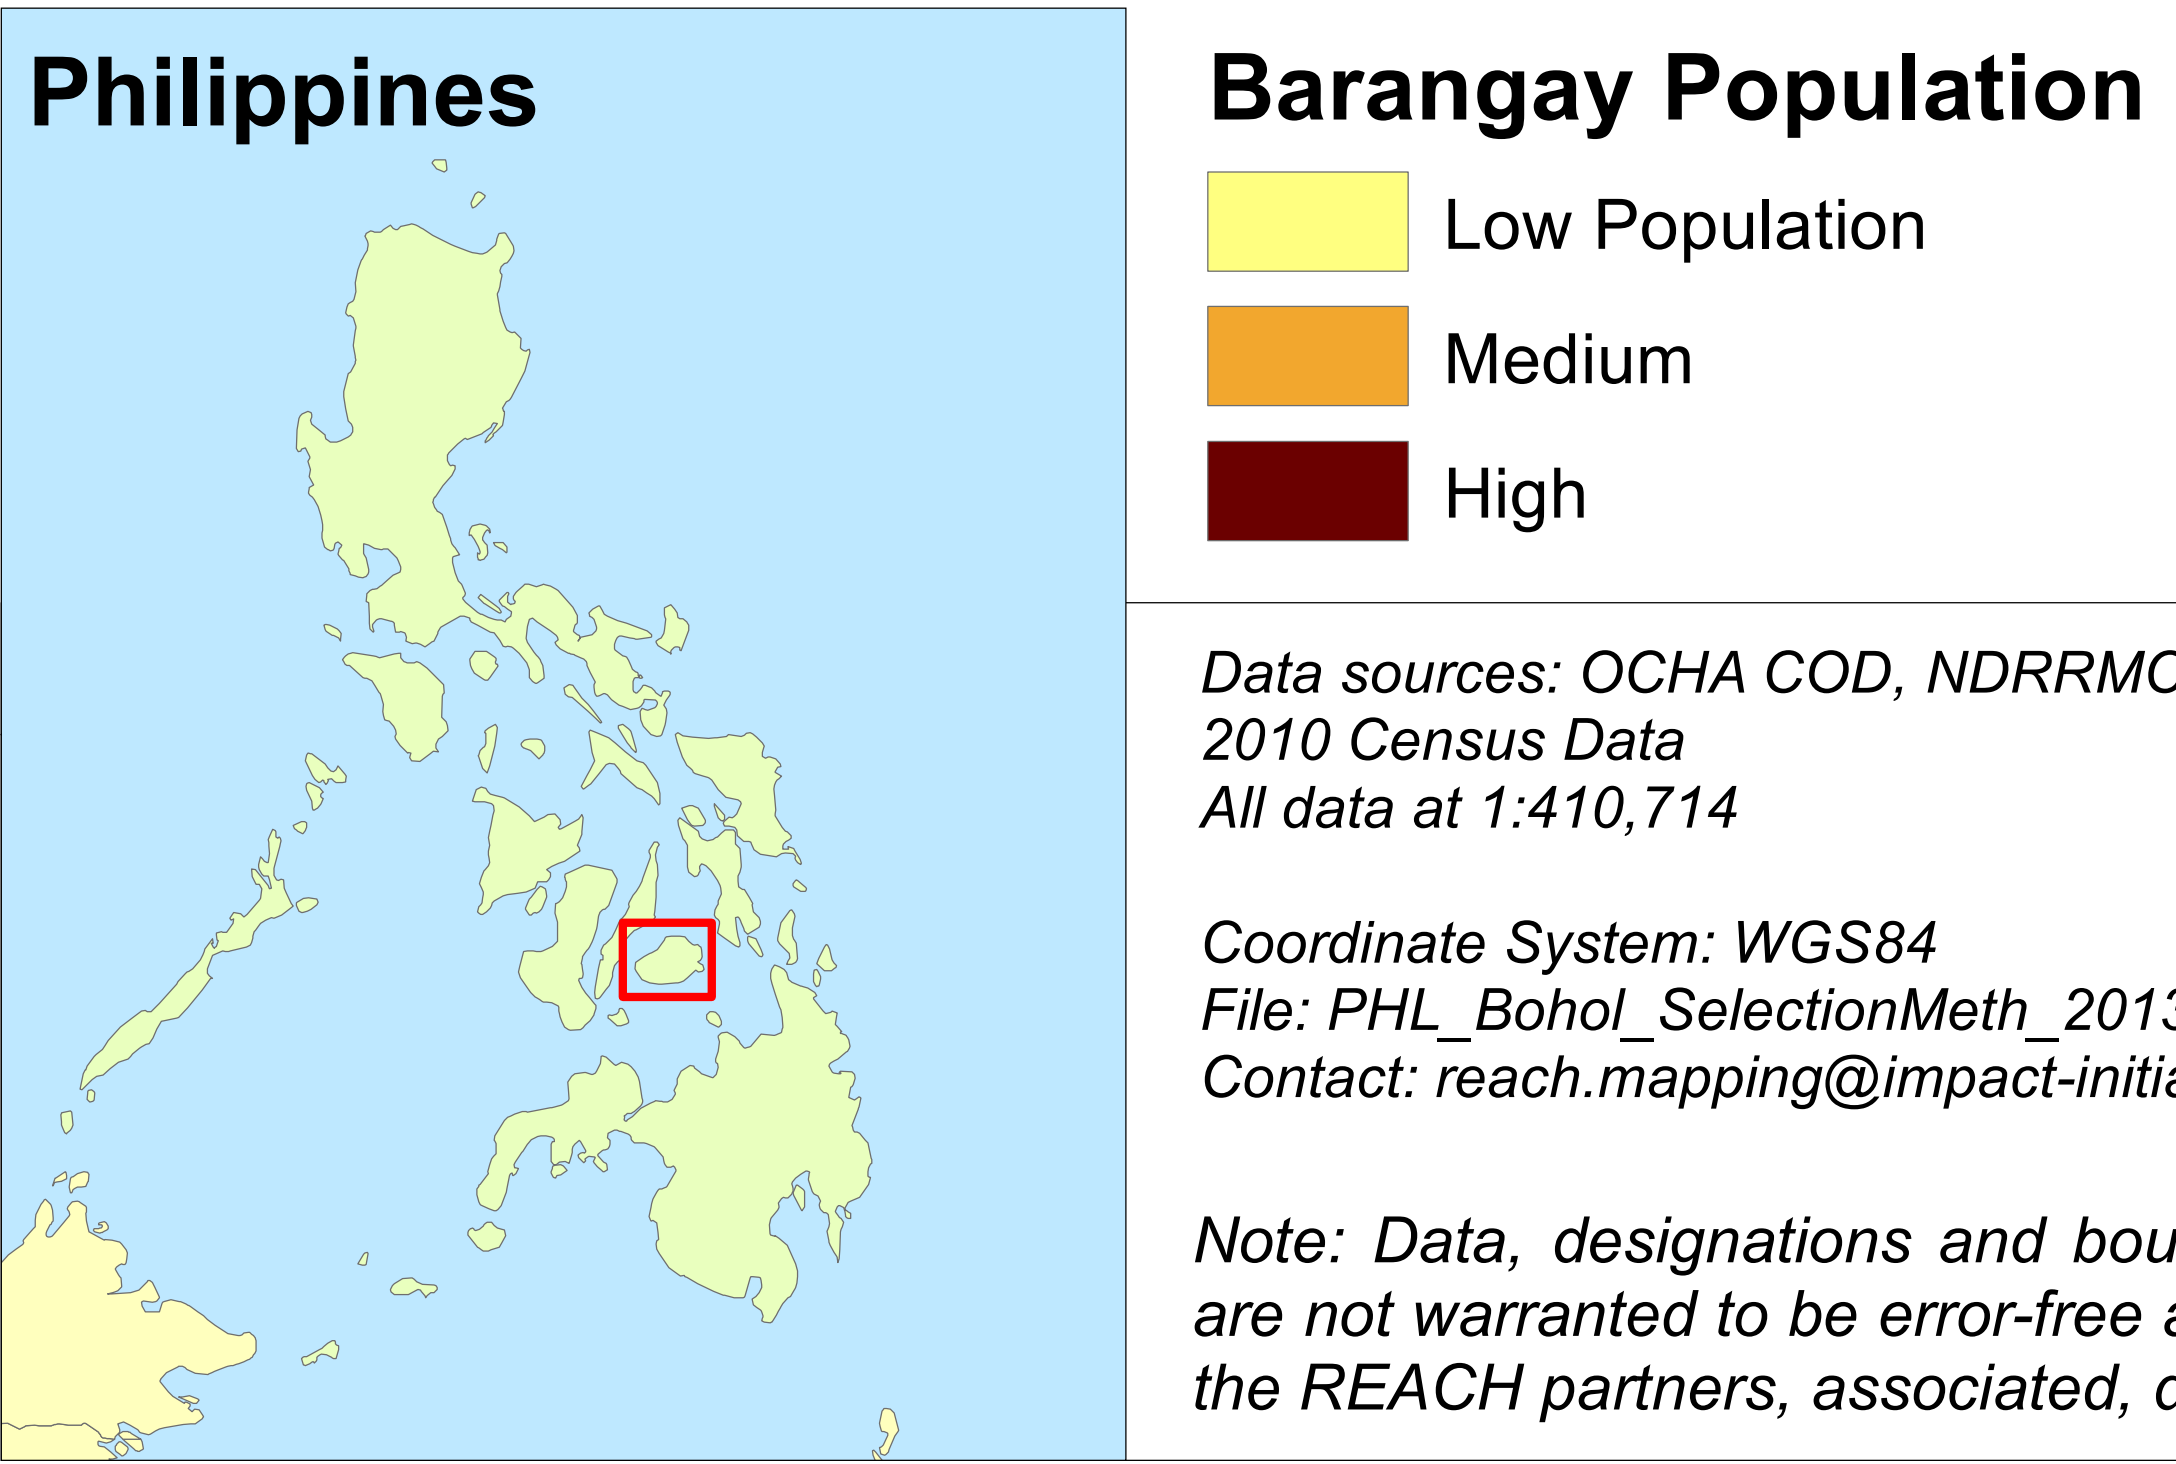 Philippines
Barangay Population
Low Population
Medium
High
Data sources: OCHA COD, NDRRMC
2010 Census Data
All data at 1:410,714
Coordinate System: WGS84
File: PHL_Bohol_SelectionMeth_2013
Contact: reach.mapping@impact-initia
Note: Data, designations and bou
are not warranted to be error-free a
the REACH partners, associated,